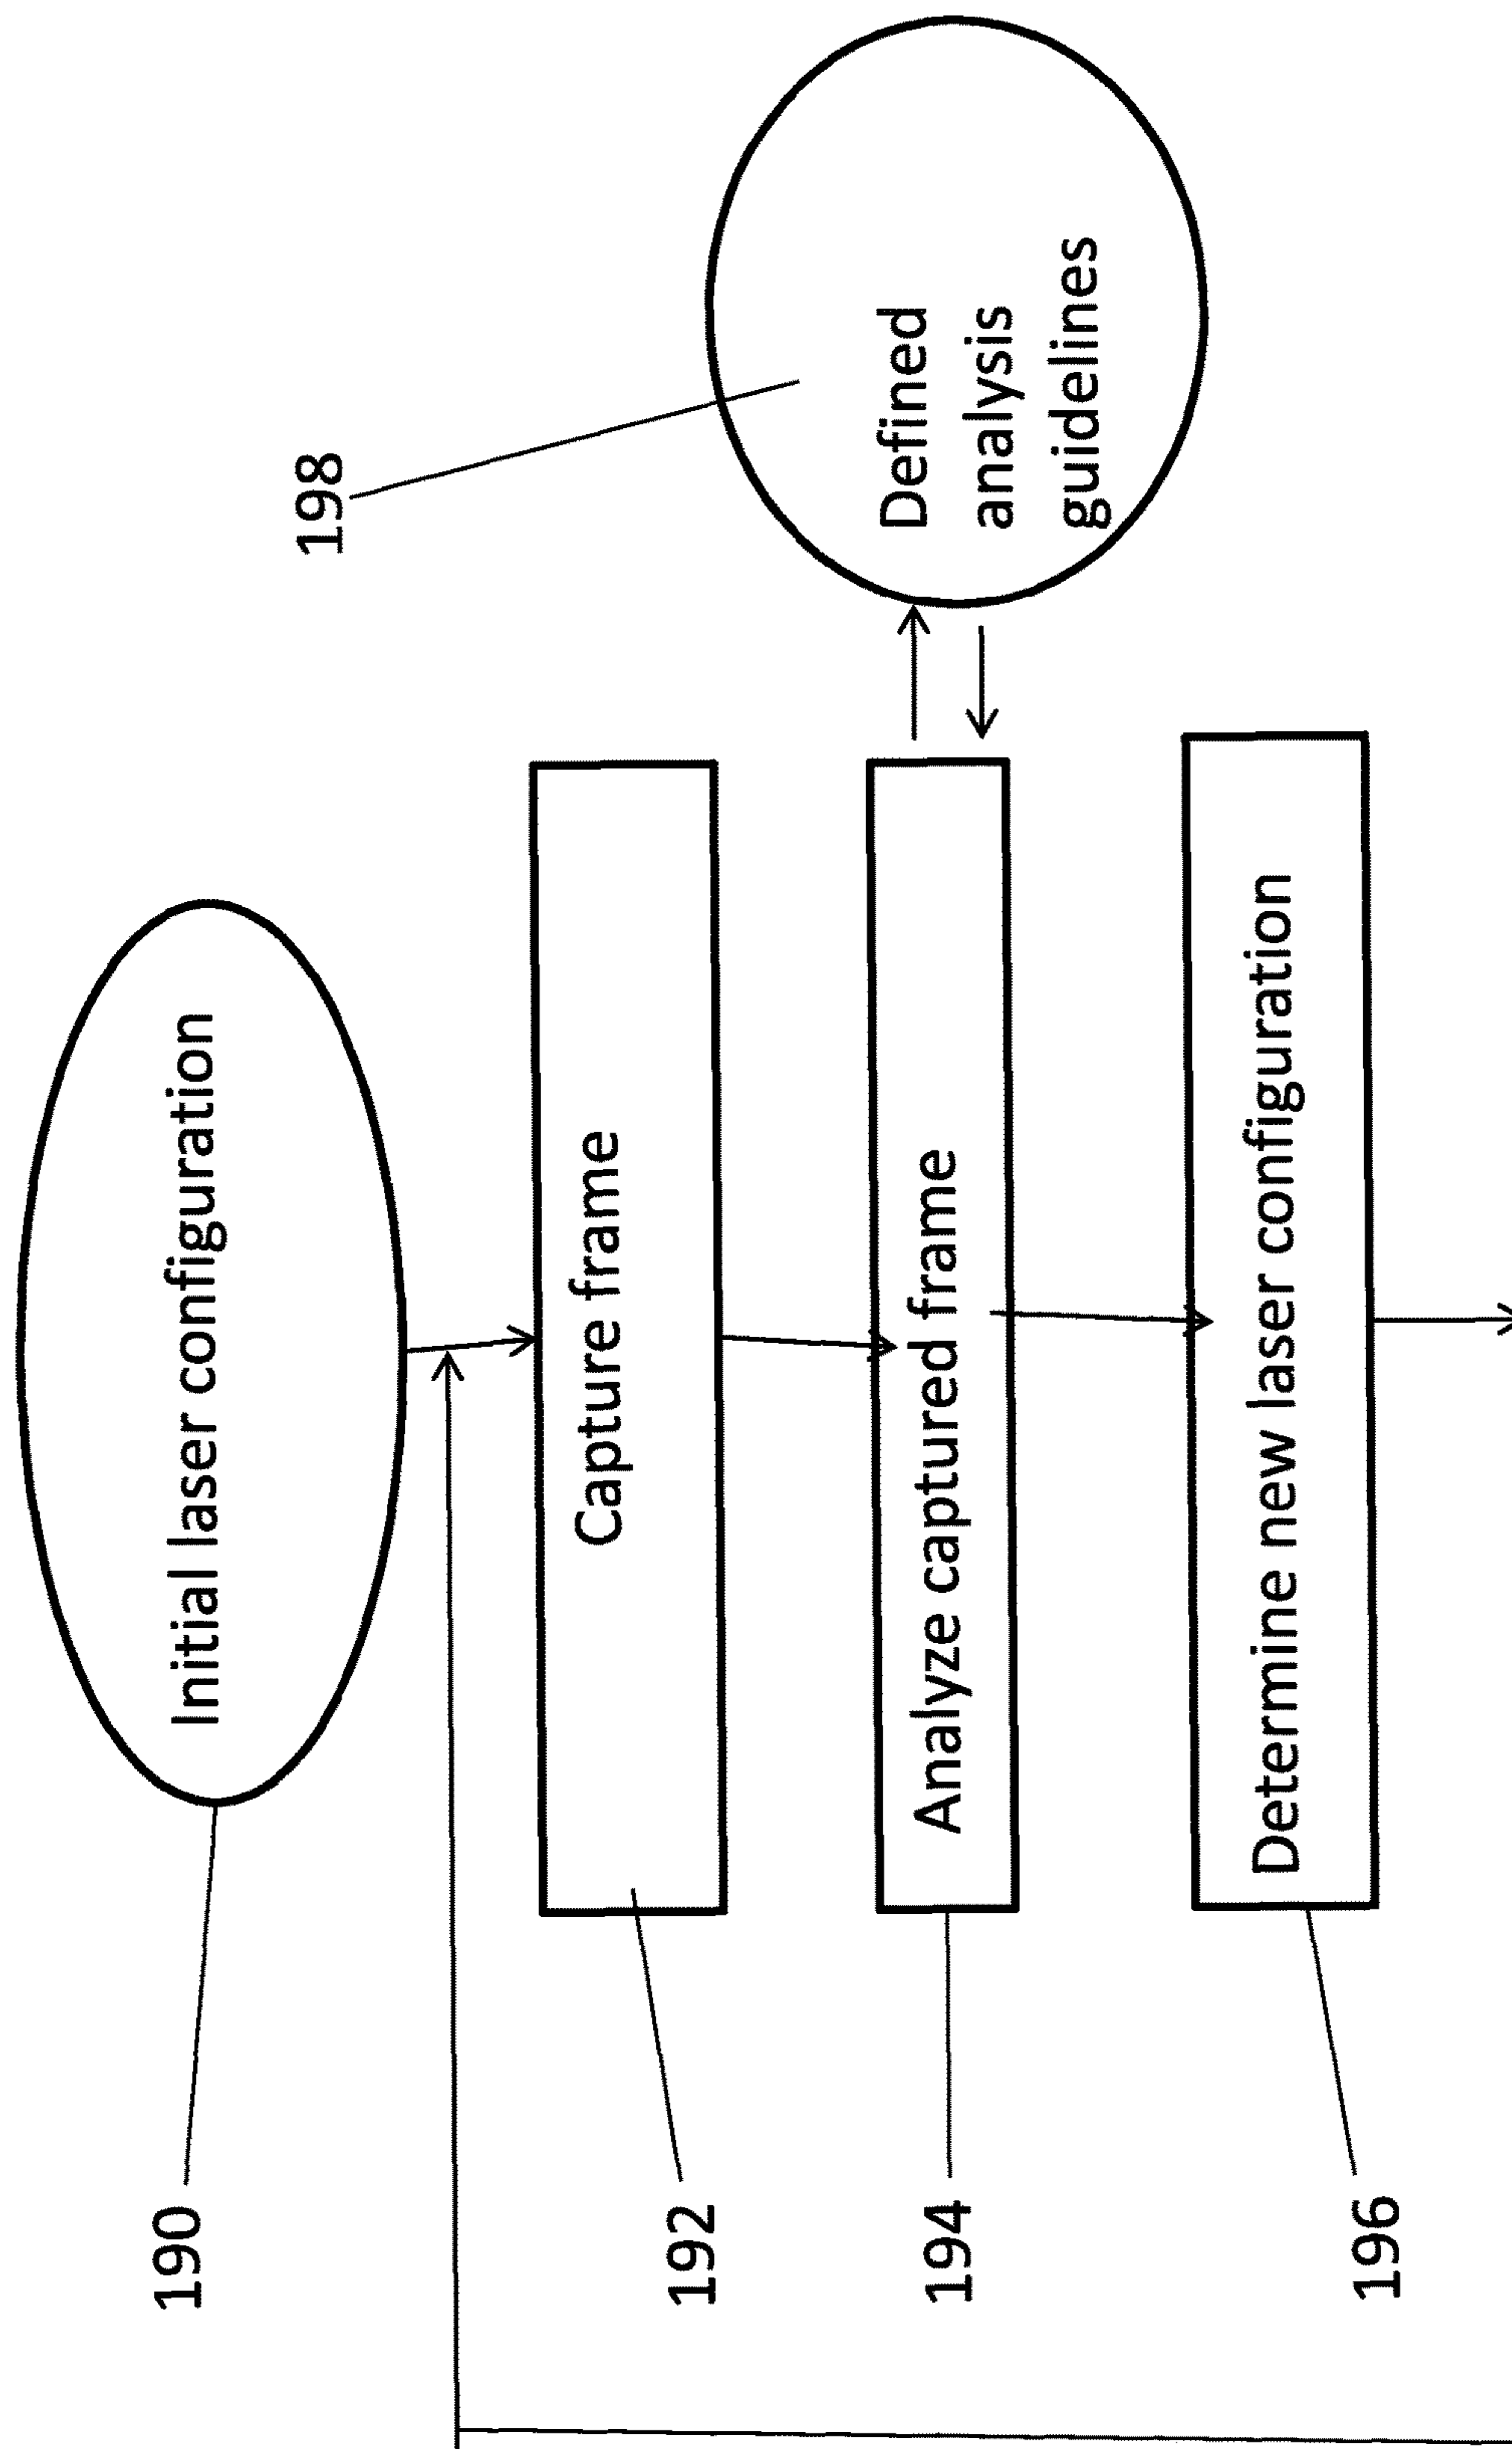 190
Initial laser configuration
192
Capture frame
198
194
Analyze captured frame
Defined
analysis
guidelines
196
Determine new laser configuration